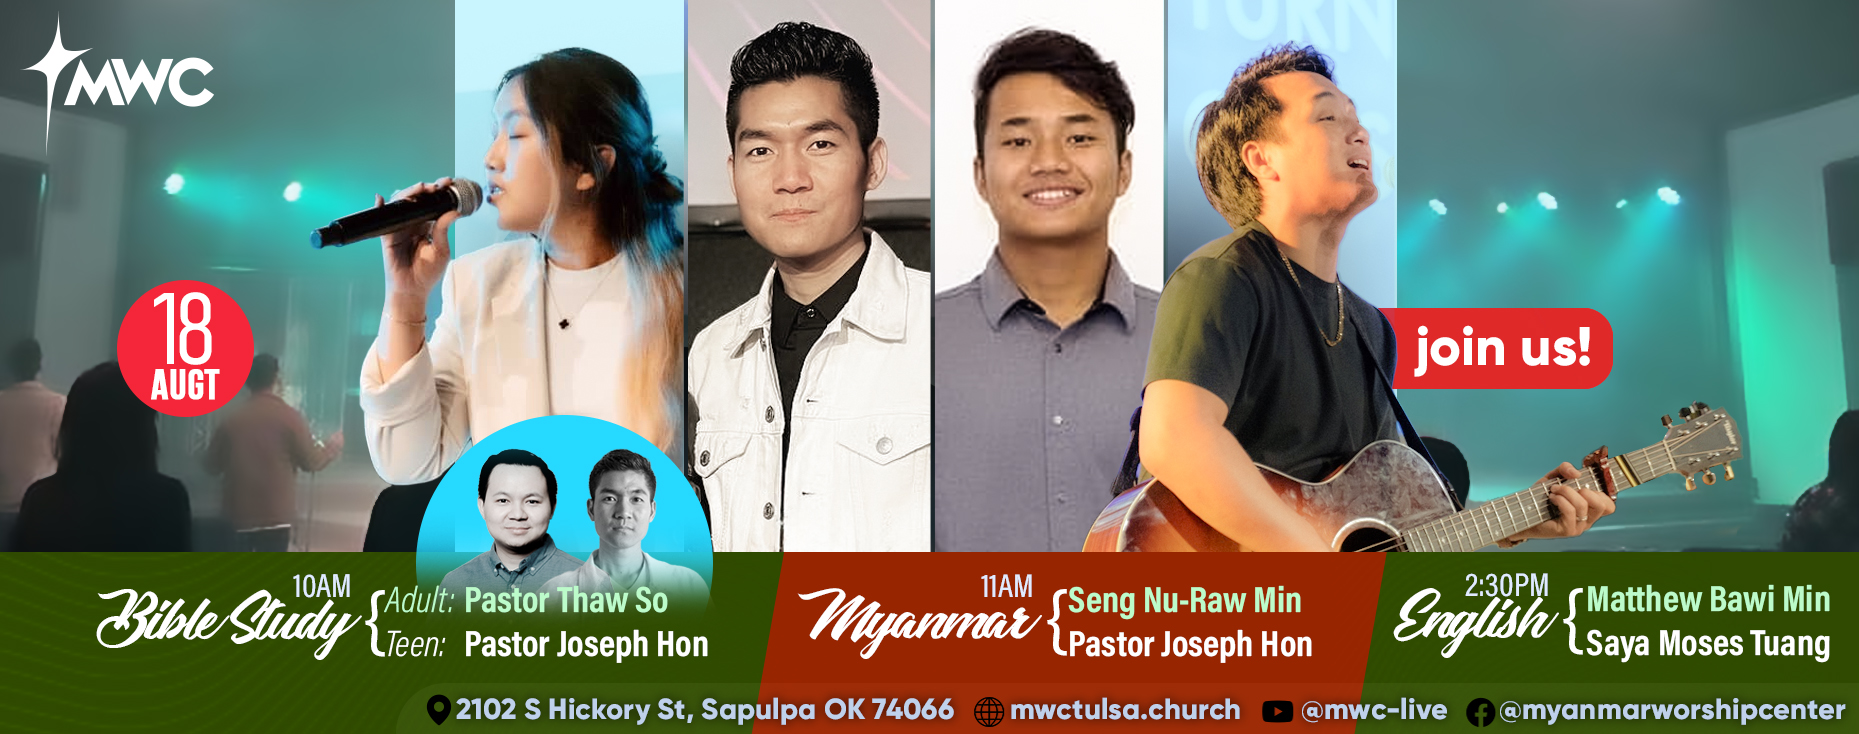 MWC
TURN
18
AUGT
join us!
10AM
Bible Study
Adult: Pastor Thaw So
Teen: Pastor Joseph Hon
11AM
Myanmar
Seng Nu-Raw Min
Pastor Joseph Hon
2:30PM
English
Matthew Bawi Min
Saya Moses Tuang
2102 S Hickory St, Sapulpa OK 74066
mwctulsa.church
@mwc-live
@myanmarworshipcenter